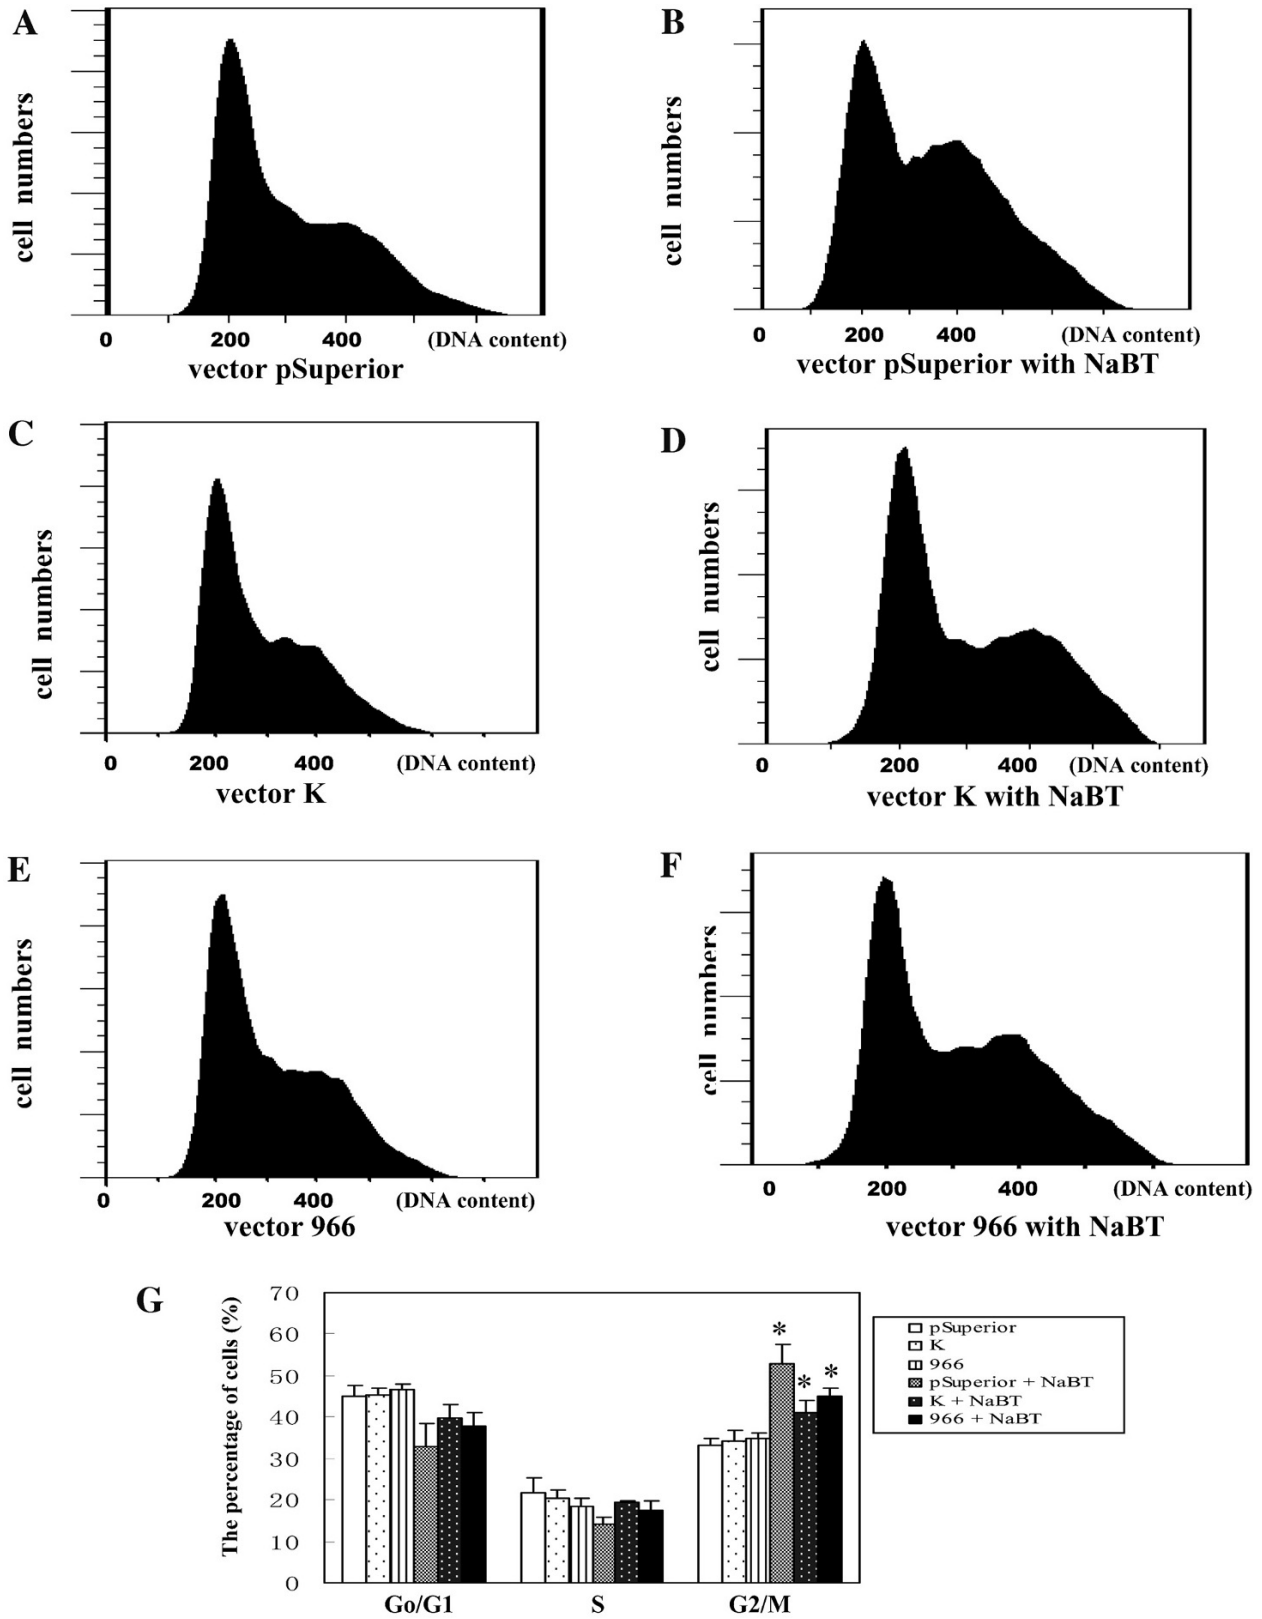 A
cell numbers
0 200 400 (DNA content)
vector pSuperior
B
cell numbers
0 200 400 (DNA content)
vector pSuperior with NaBT
C
cell numbers
0 200 400 (DNA content)
vector K
D
cell numbers
0 200 400 (DNA content)
vector K with NaBT
E
cell numbers
0 200 400 (DNA content)
vector 966
F
cell numbers
0 200 400 (DNA content)
vector 966 with NaBT
G
The percentage of cells (%)
70
60
50
40
30
20
10
0
*
*
*
Go/G1 S G2/M
pSuperior
K
966
pSuperior + NaBT
K + NaBT
966 + NaBT